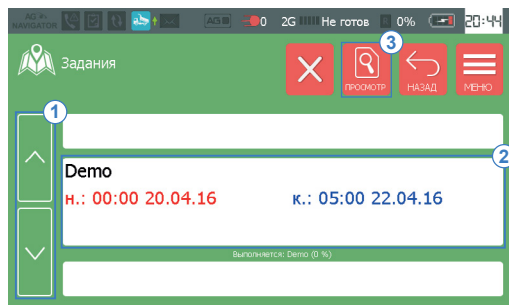 AG
NAVIGATOR
AG
0
2G
Не готов
0%
20:44
3
Задания
ПРОСМОТР
НАЗАД
МЕНЮ
1
2
Demo
н.: 00:00 20.04.16
к.: 05:00 22.04.16
Выполняется: Demo (0 %)